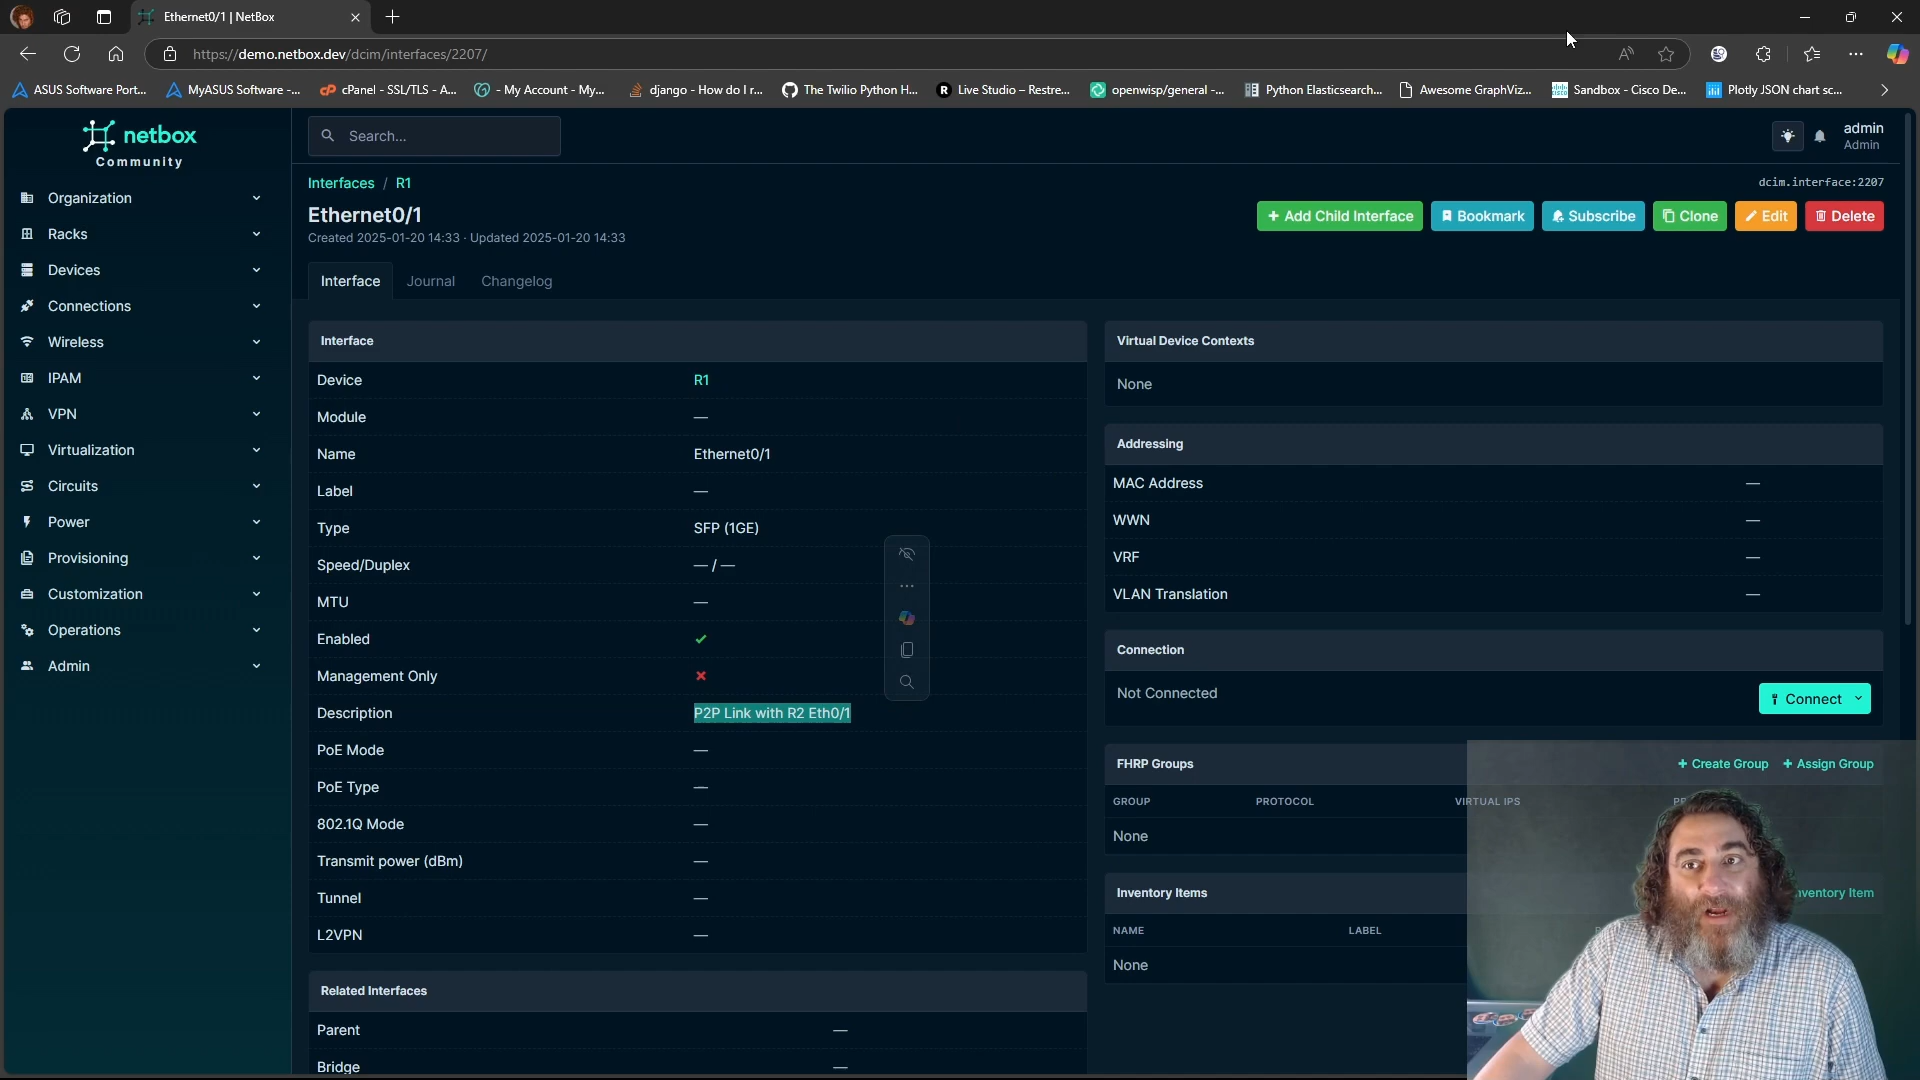 Ethernet0/1 | NetBox
https://demo.netbox.dev/dcim/interfaces/2207/
ASUS Software Port...
MyASUS Software -...
cPanel - SSL/TLS - A...
- My Account - My...
django - How do I r...
The Twilio Python H...
Live Studio – Restre...
openwisp/general -...
Python Elasticsearch...
Awesome GraphViz...
Sandbox - Cisco De...
Plotly JSON chart sc...
netbox
Community
Search...
admin
Admin
Organization
Racks
Devices
Connections
Wireless
IPAM
VPN
Virtualization
Circuits
Power
Provisioning
Customization
Operations
Admin
Interfaces / R1
dcim.interface:2207
Ethernet0/1
Created 2025-01-20 14:33 · Updated 2025-01-20 14:33
+ Add Child Interface
Bookmark
Subscribe
Clone
Edit
Delete
Interface
Journal
Changelog
Interface
Device R1
Module —
Name Ethernet0/1
Label —
Type SFP (1GE)
Speed/Duplex — / —
MTU —
Enabled
Management Only
Description P2P Link with R2 Eth0/1
PoE Mode —
PoE Type —
802.1Q Mode —
Transmit power (dBm) —
Tunnel —
L2VPN —
Related Interfaces
Parent —
Bridge —
Virtual Device Contexts
None
Addressing
MAC Address —
WWN —
VRF —
VLAN Translation —
Connection
Not Connected
Connect
FHRP Groups
+ Create Group + Assign Group
GROUP PROTOCOL VIRTUAL IPS
None
Inventory Items
Inventory Item
NAME LABEL
None